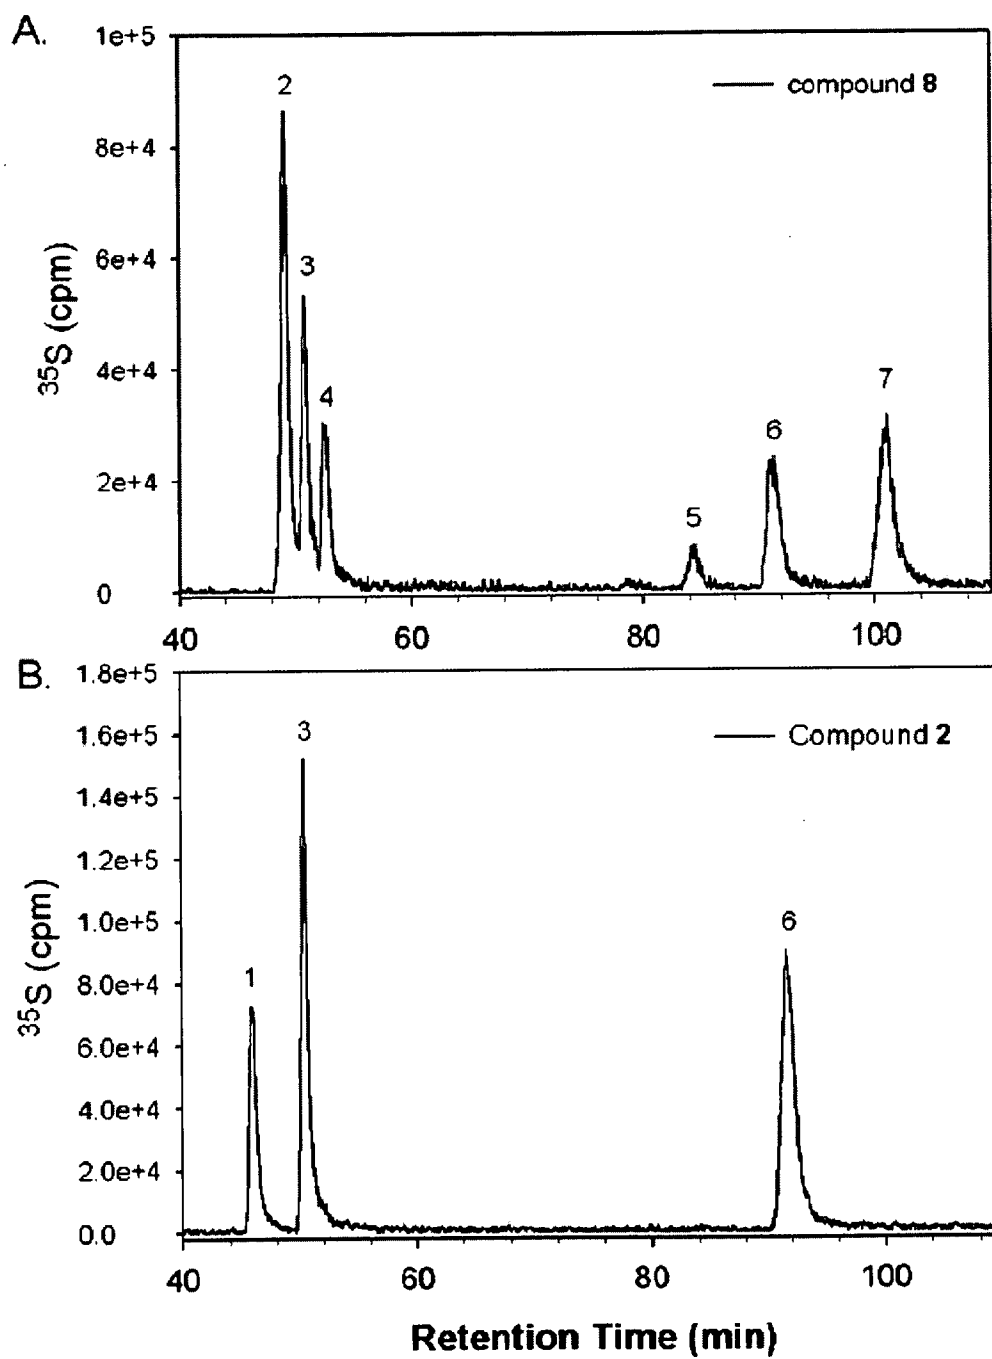 A.
1e+5
8e+4
6e+4
4e+4
2e+4
0
35S (cpm)
compound 8
2
3
4
5
6
7
40 60 80 100
B.
1.8e+5
1.6e+5
1.4e+5
1.2e+5
1.0e+5
8.0e+4
6.0e+4
4.0e+4
2.0e+4
0.0
35S (cpm)
Compound 2
1
3
6
40 60 80 100
Retention Time (min)